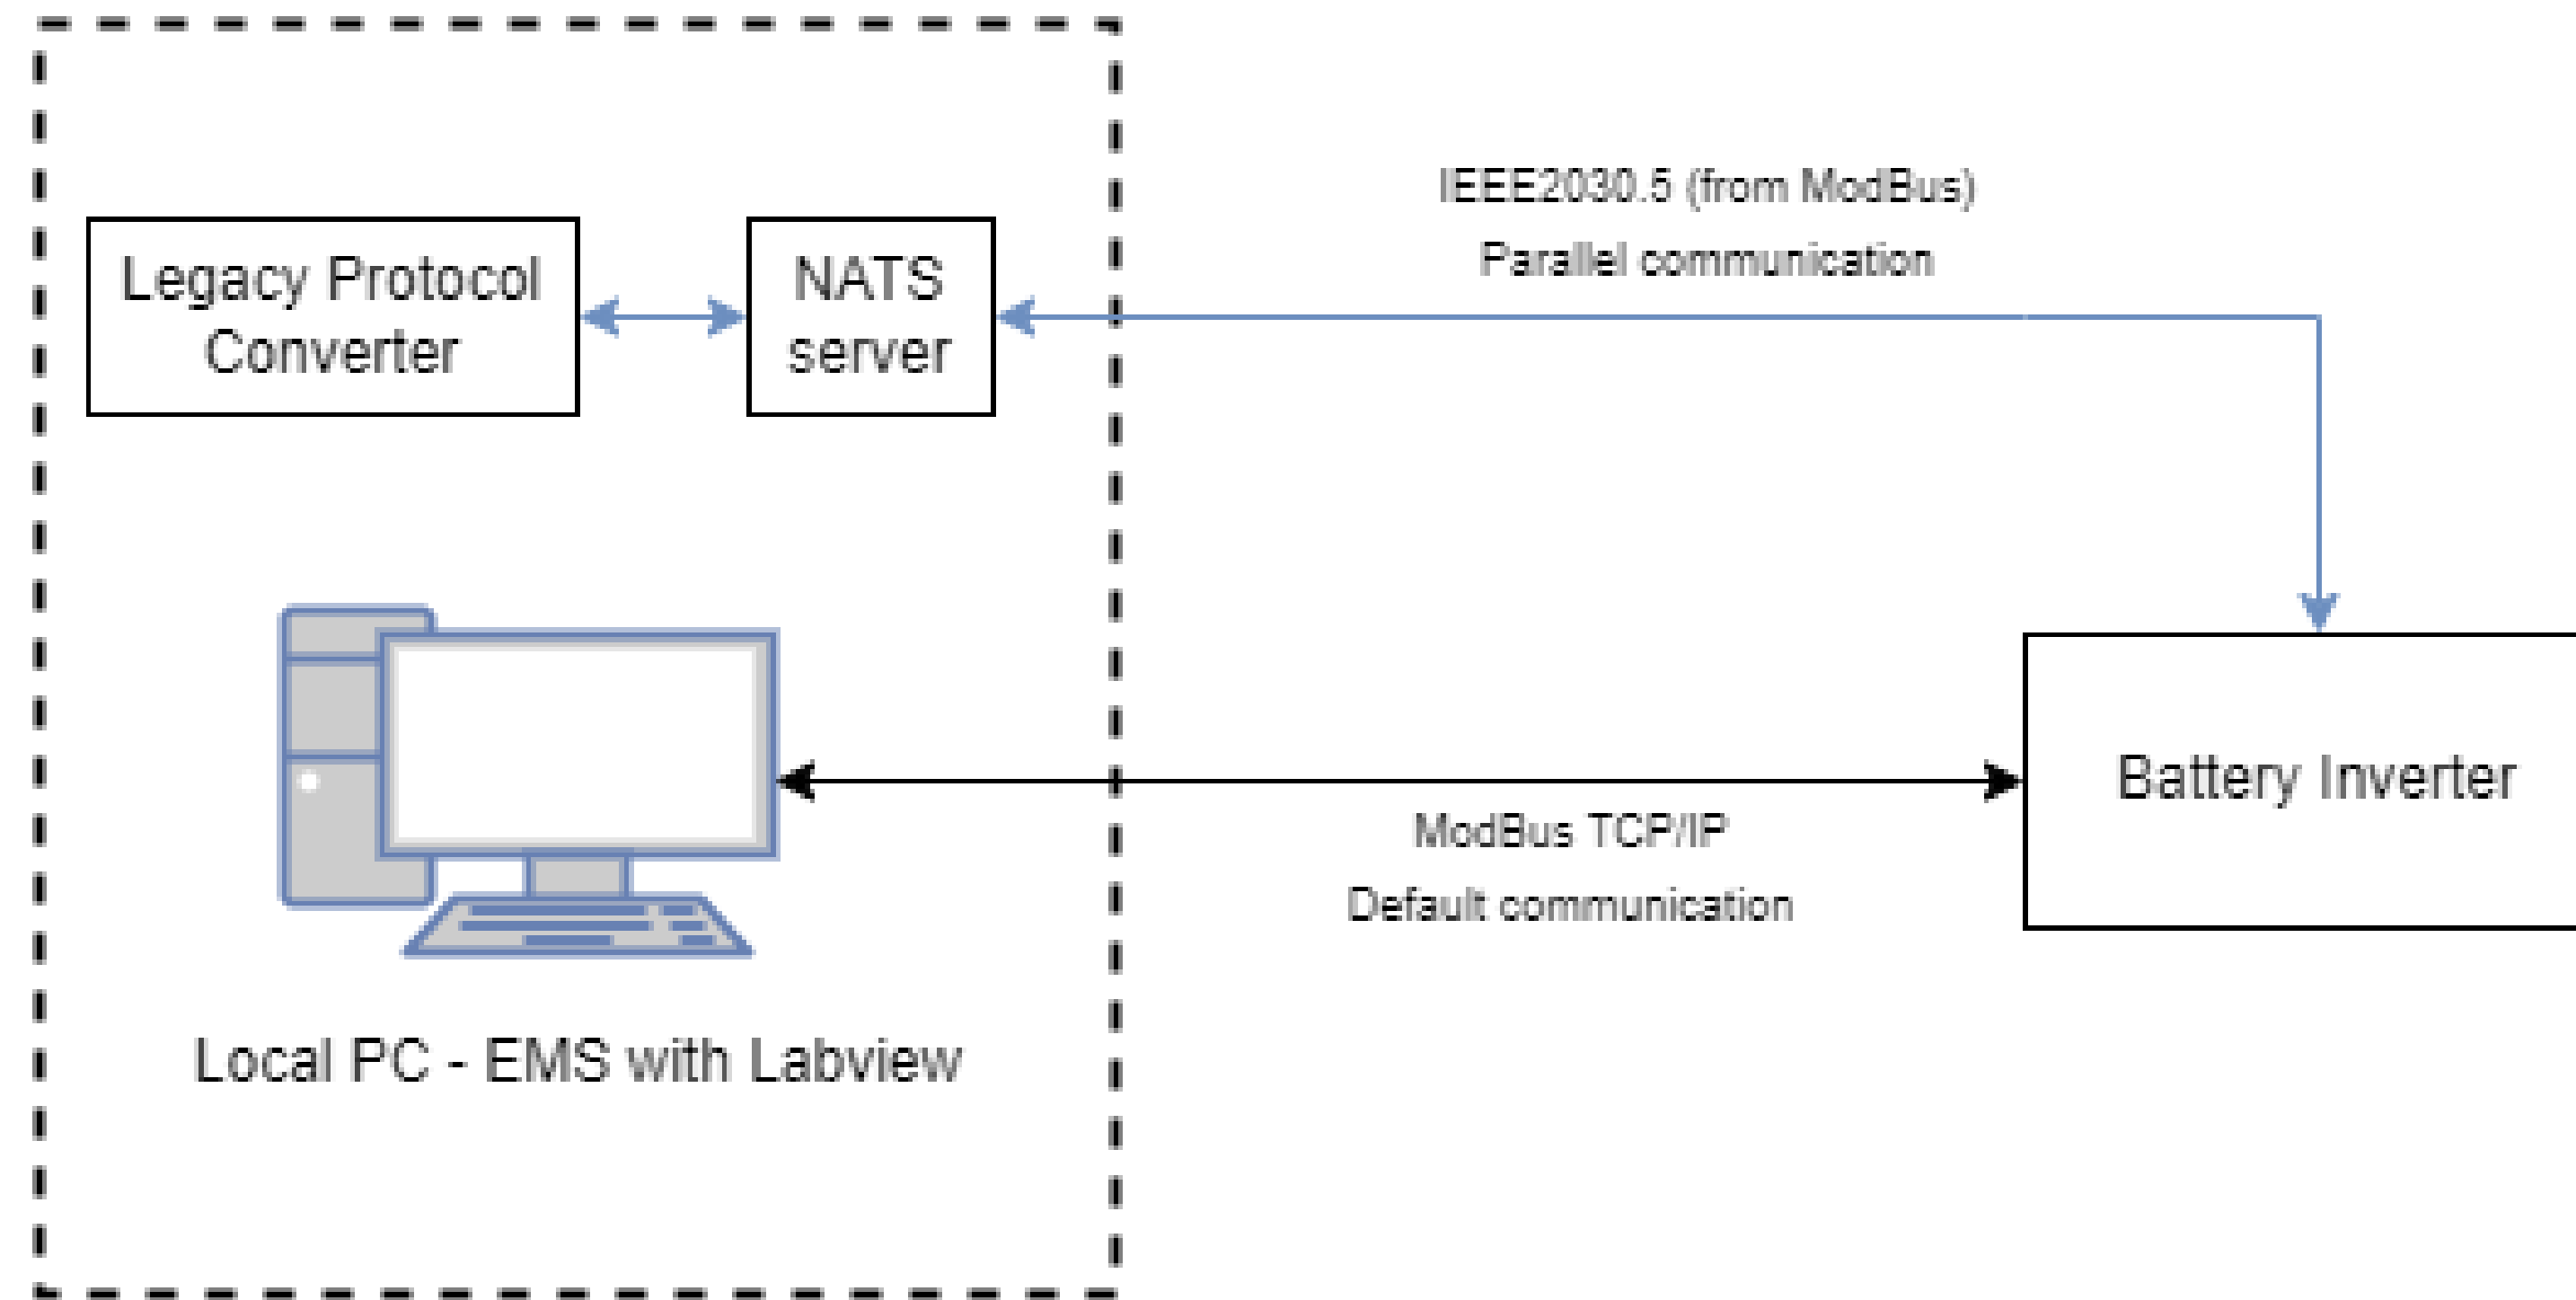 IEEE2030.5 (from ModBus)
Parallel communication
Legacy Protocol
Converter
NATS
server
Battery Inverter
ModBus TCP/IP
Default communication
Local PC - EMS with Labview